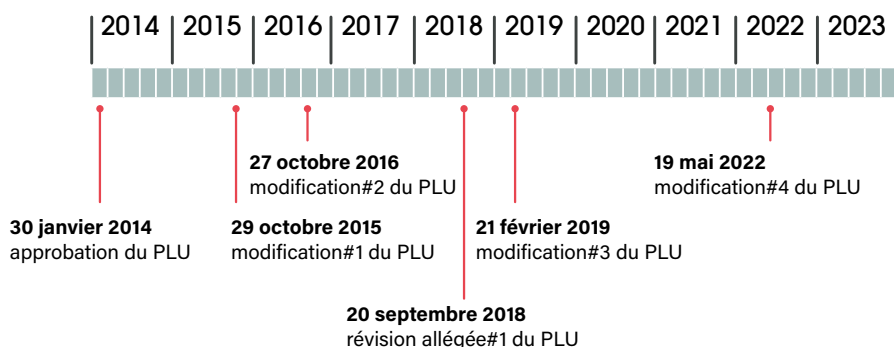 2014 2015 2016 2017 2018 2019 2020 2021 2022 2023
27 octobre 2016
modification#2 du PLU
19 mai 2022
modification#4 du PLU
30 janvier 2014
approbation du PLU
29 octobre 2015
modification#1 du PLU
21 février 2019
modification#3 du PLU
20 septembre 2018
révision allégée#1 du PLU